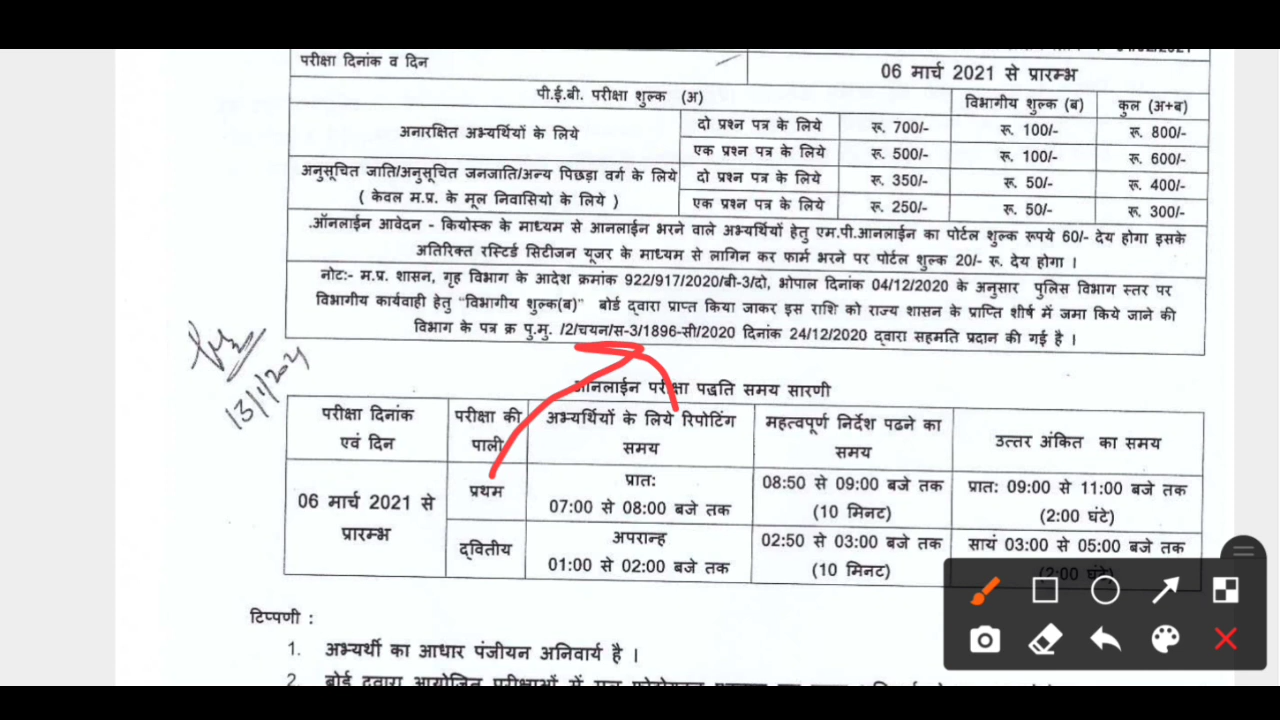 परीक्षा दिनांक व दिन
06 मार्च 2021 से प्रारम्भ
पी.ई.बी. परीक्षा शुल्क (अ)
विभागीय शुल्क (ब)
कुल (अ+ब)
अनारक्षित अभ्यर्थियों के लिये
दो प्रश्न पत्र के लिये
रू. 700/-
रू. 100/-
रू. 800/-
एक प्रश्न पत्र के लिये
रू. 500/-
रू. 100/-
रू. 600/-
अनुसूचित जाति/अनुसूचित जनजाति/अन्य पिछड़ा वर्ग के लिये
( केवल म.प्र. के मूल निवासियो के लिये )
दो प्रश्न पत्र के लिये
रू. 350/-
रू. 50/-
रू. 400/-
एक प्रश्न पत्र के लिये
रू. 250/-
रू. 50/-
रू. 300/-
.ऑनलाईन आवेदन - कियोस्क के माध्यम से आनलाईन भरने वाले अभ्यर्थियों हेतु एम.पी.आनलाईन का पोर्टल शुल्क रूपये 60/- देय होगा इसके
अतिरिक्त रस्टिर्ड सिटीजन यूजर के माध्यम से लागिन कर फार्म भरने पर पोर्टल शुल्क 20/- रू. देय होगा ।
नोट:- म.प्र. शासन, गृह विभाग के आदेश क्रमांक 922/917/2020/बी-3/दो, भोपाल दिनांक 04/12/2020 के अनुसार पुलिस विभाग स्तर पर
विभागीय कार्यवाही हेतु "विभागीय शुल्क(ब)" बोर्ड द्वारा प्राप्त किया जाकर इस राशि को राज्य शासन के प्राप्ति शीर्ष में जमा किये जाने की
विभाग के पत्र क्र पु.मु. /2/चयन/स-3/1896-सी/2020 दिनांक 24/12/2020 द्वारा सहमति प्रदान की गई है ।
13/1/2021
आनलाईन परीक्षा पद्धति समय सारणी
परीक्षा दिनांक
एवं दिन
परीक्षा की
पाली
अभ्यर्थियों के लिये रिपोटिंग
समय
महत्वपूर्ण निर्देश पढने का
समय
उत्तर अंकित का समय
06 मार्च 2021 से
प्रारम्भ
प्रथम
प्रात:
07:00 से 08:00 बजे तक
08:50 से 09:00 बजे तक
(10 मिनट)
प्रात: 09:00 से 11:00 बजे तक
(2:00 घंटे)
द्वितीय
अपरान्ह
01:00 से 02:00 बजे तक
02:50 से 03:00 बजे तक
(10 मिनट)
सायं 03:00 से 05:00 बजे तक
(2:00 घंटे)
टिप्पणी :
1. अभ्यर्थी का आधार पंजीयन अनिवार्य है ।
2. बोर्ड द्वारा आयोजित परीक्षाओं में